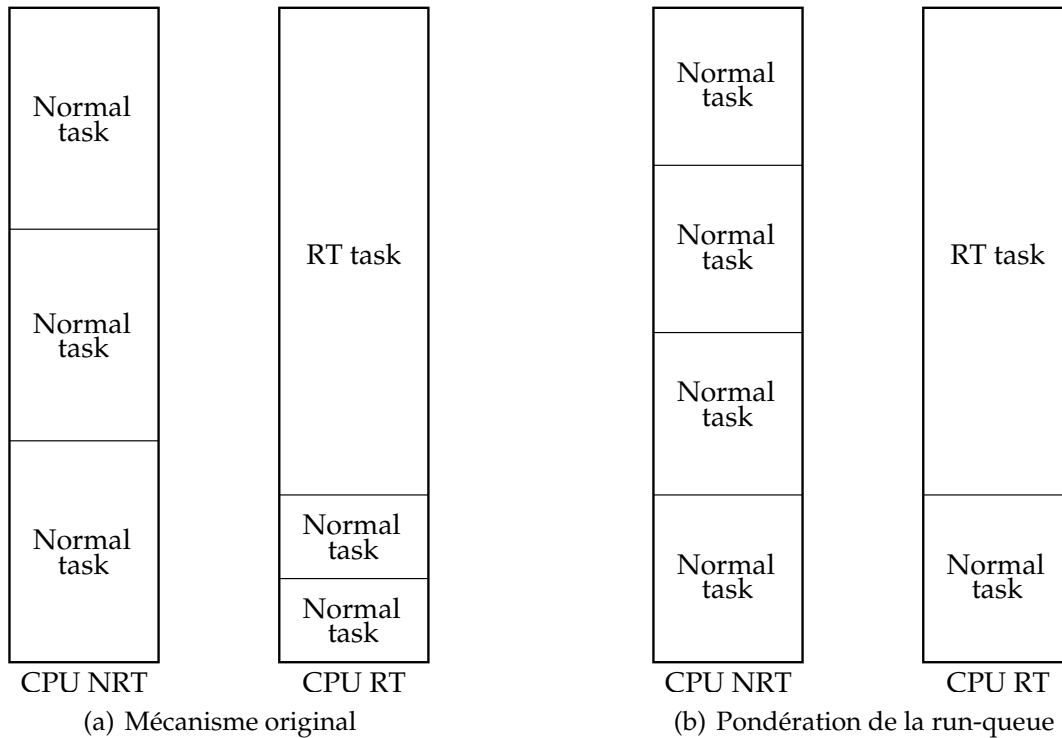 Normal
task
Normal
task
Normal
task
CPU NRT
RT task
Normal
task
Normal
task
CPU RT
(a) Mécanisme original
Normal
task
Normal
task
Normal
task
Normal
task
CPU NRT
RT task
Normal
task
CPU RT
(b) Pondération de la run-queue